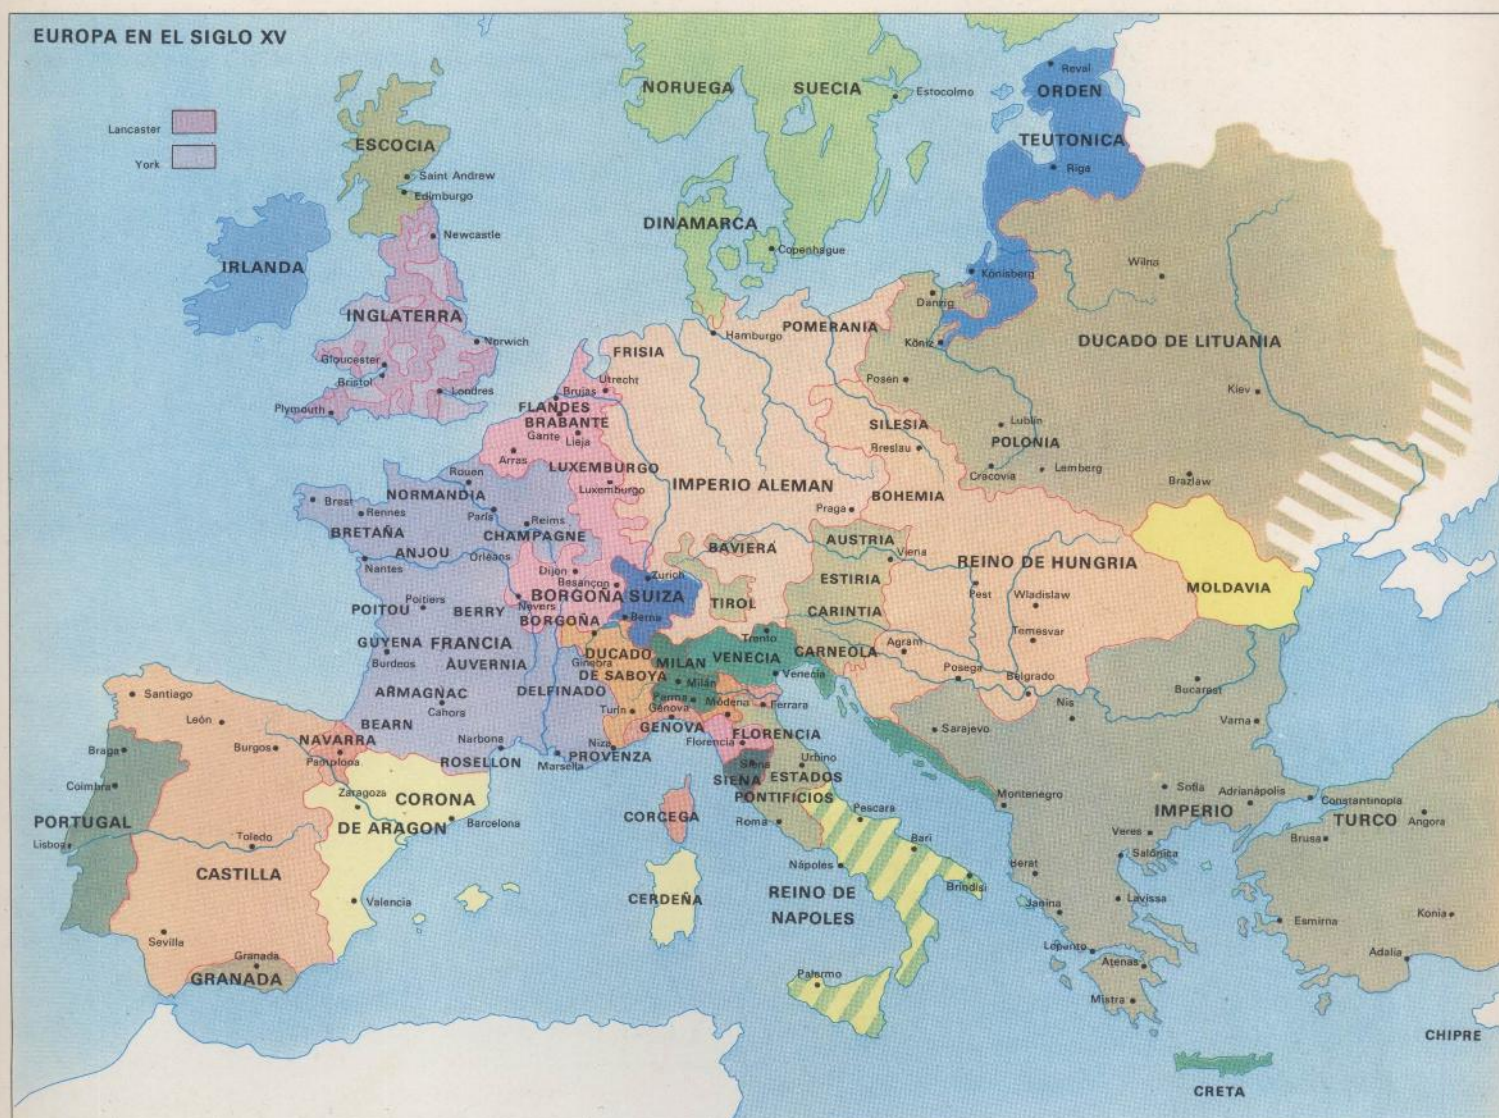 EUROPA EN EL SIGLO XV
Lancaster
York
NORUEGA
SUECIA
Estocolmo
Reval
ORDEN
TEUTONICA
Riga
ESCOCIA
Saint Andrew
Edimburgo
Newcastle
IRLANDA
INGLATERRA
Norwich
Gloucester
Bristol
Londres
Plymouth
DINAMARCA
Copenhague
Könisberg
Wilna
Danzig
Köniz
Posen
DUCADO DE LITUANIA
Kiev
Hamburgo
POMERANIA
FRISIA
Utrecht
Brujas
FLANDES
BRABANTE
Gante
Lieja
Arras
LUXEMBURGO
Luxemburgo
IMPERIO ALEMAN
SILESIA
Breslau
Lublín
POLONIA
Cracovia
Lemberg
Brazlaw
BOHEMIA
Praga
Rouen
NORMANDIA
Brest
Rennes
París
Reims
BRETAÑA
CHAMPAGNE
ANJOU
Orleáns
Nantes
Dijon
Besançon
BORGOÑA
SUIZA
Zurich
Berna
Nevers
BORGOÑA
POITOU
Poitiers
BERRY
GUYENA
FRANCIA
Burdeos
AUVERNIA
ARMAGNAC
Cahors
BEARN
DELFINADO
Narbona
ROSELLON
Marsella
PROVENZA
Niza
Ginebra
DUCADO
DE SABOYA
Turín
BAVIERA
TIROL
AUSTRIA
Viena
ESTIRIA
CARINTIA
CARNEOLA
REINO DE HUNGRIA
Pest
Wladislaw
Temesvar
Agram
Posega
Belgrado
MOLDAVIA
Trento
MILAN
VENECIA
Milán
Venecia
Parma
Génova
Módena
Ferrara
GENOVA
FLORENCIA
Florencia
Urbino
Siena
SIENA
ESTADOS
PONTIFICIOS
Roma
Pescara
Bari
Nápoles
Brindisi
REINO DE
NAPOLES
Palermo
CORCEGA
CERDEÑA
Santiago
León
Burgos
NAVARRA
Pamplona
Braga
Coimbra
PORTUGAL
Lisboa
Zaragoza
CORONA
DE ARAGON
Barcelona
Toledo
CASTILLA
Valencia
Sevilla
Granada
GRANADA
Sarajevo
Nis
Bucarest
Varna
Montenegro
Sofía
Adrianápolis
Constantinopla
IMPERIO
TURCO
Angora
Brusa
Veres
Salónica
Berat
Janina
Lavissa
Lepanto
Atenas
Mistra
Esmirna
Konia
Adalia
CHIPRE
CRETA